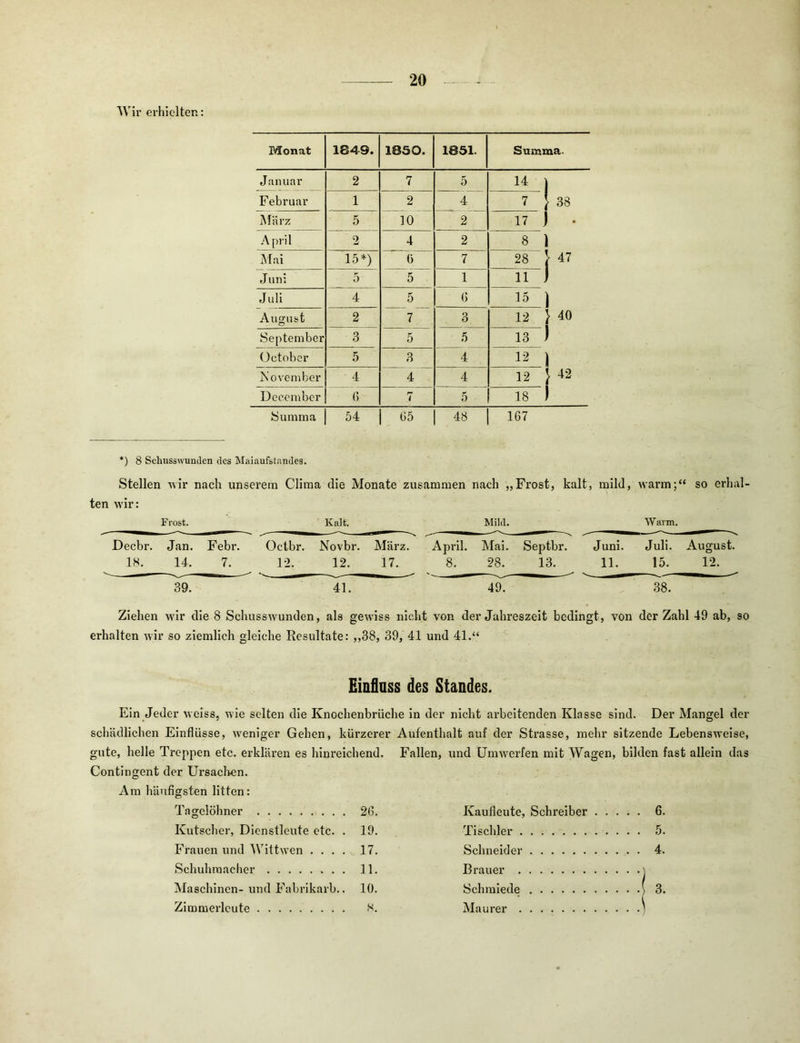 20
Wir erhielten:
Monat 1849. 1850. 1851. Summa.
Januar 2 7 5 14
Februar 1 2 4 7 } 38
März 5 10 2 17
April 2 4 2 8
Mai 15*) 6 7 28 } 47
Juni 5 5 1 11
Juli 4 5 6 15
August 2 7 3 12 } 40
September 3 5 5 13
October 5 3 4 12
November 4 4 4 12 } 42
December 6 7 5 18
Summa 54 65 48 167
*) 8 Schusswunden des Maiaufstandes.
Stellen wir nach unserem Clima die Monate zusammen nach „Frost, kalt, mild, warm;“ so erhal-
ten wir:
Frost. Kalt. Mild. Warm.
Decbr. Jan. Febr. Octbr. Novbr. März. April. Mai. Septbr. Juni. Juli. August.
18. 14. 7. 12. 12. 17. 8. 28. 13. 11. 15. 12.
39. 41. 49. 38.
Ziehen wir die 8 Schusswunden, als gewiss nicht von der Jahreszeit bedingt, von der Zahl 49 ab, so
erhalten wir so ziemlich gleiche Resultate: „38, 39, 41 und 41.“
Einfluss des Standes.
Ein Jeder weiss, wie selten die Knochenbrüche in der nicht arbeitenden Klasse sind. Der Mangel der
schädlichen Einflüsse, weniger Gehen, kürzerer Aufenthalt auf der Strasse, mehr sitzende Lebensweise,
gute, helle Treppen etc. erklären es hinreichend. Fallen, und Umwerfen mit Wagen, bilden fast allein das
Contingent der Ursachen.
Am häufigsten litten:
Tagelöhner . . . . . . . . . 26.
Kutscher, Dienstleute etc. . 19.
Frauen und Wittwen . . . . 17.
Schuhmacher . . . . . . . . 11.
Maschinen- und Fabrikarb.. 10.
Zimmerleute . . . . . . . . . 8.
Kaufleute, Schreiber . . . . . 6.
Tischler . . . . . . . . . . . . 5.
Schneider . . . . . . . . . . . 4.
Brauer . . . . . . . . . . . .
Schmiede . . . . . . . . . . . } 3.
Maurer . . . . . . . . . . . .